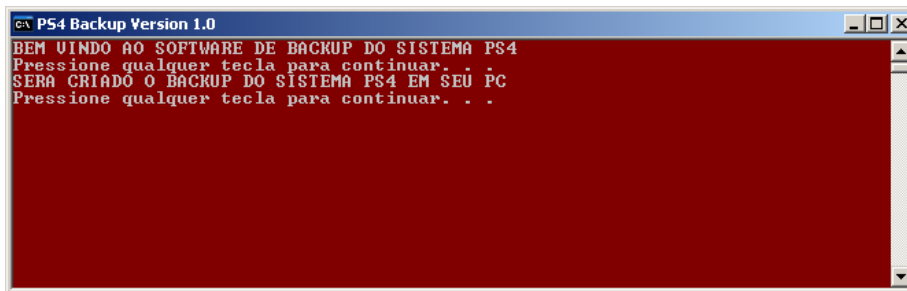 PS4 Backup Version 1.0
BEM VINDO AO SOFTWARE DE BACKUP DO SISTEMA PS4
Pressione qualquer tecla para continuar. . .
SERA CRIADO O BACKUP DO SISTEMA PS4 EM SEU PC
Pressione qualquer tecla para continuar. . .